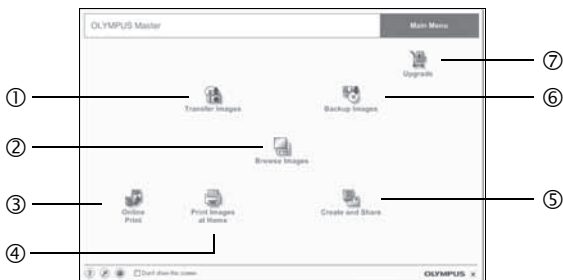 OLYMPUS Master
Main Menu
⑦
Upgrade
①
Transfer Images
Backup Images
⑥
②
Browse Images
③
Online
Print
Print Images
at Home
Create and Share
⑤
④
? Don't show this screen
OLYMPUS x